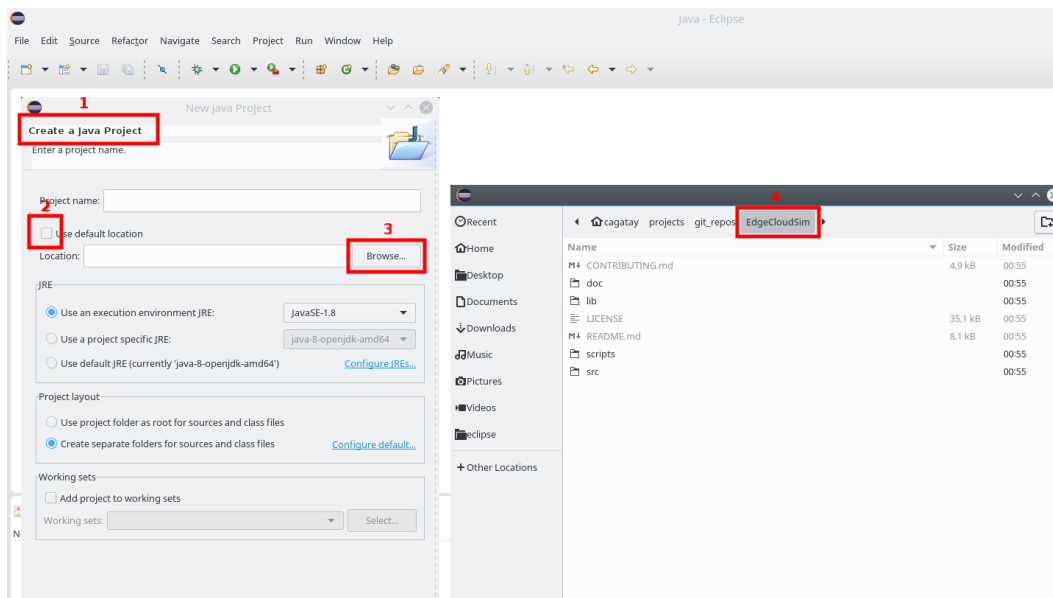 Java - Eclipse
File Edit Source Refactor Navigate Search Project Run Window Help
1
New Java Project
Create a Java Project
Enter a project name.
Project name:
2
Use default location
3
Location: Browse...
JRE
Use an execution environment JRE: JavaSE-1.8
Use a project specific JRE: java-8-openjdk-amd64
Use default JRE (currently 'java-8-openjdk-amd64') Configure JREs...
Project layout
Use project folder as root for sources and class files
Create separate folders for sources and class files Configure default...
Working sets
Add project to working sets
Working sets: Select...
N
4
Recent
Home
Desktop
Documents
Downloads
Music
Pictures
Videos
eclipse
+ Other Locations
cagatay projects git_repos EdgeCloudSim
Name Size Modified
M+ CONTRIBUTING.md 4,9 kB 00:55
doc 00:55
lib 00:55
LICENSE 35,1 kB 00:55
M+ README.md 8,1 kB 00:55
scripts 00:55
src 00:55